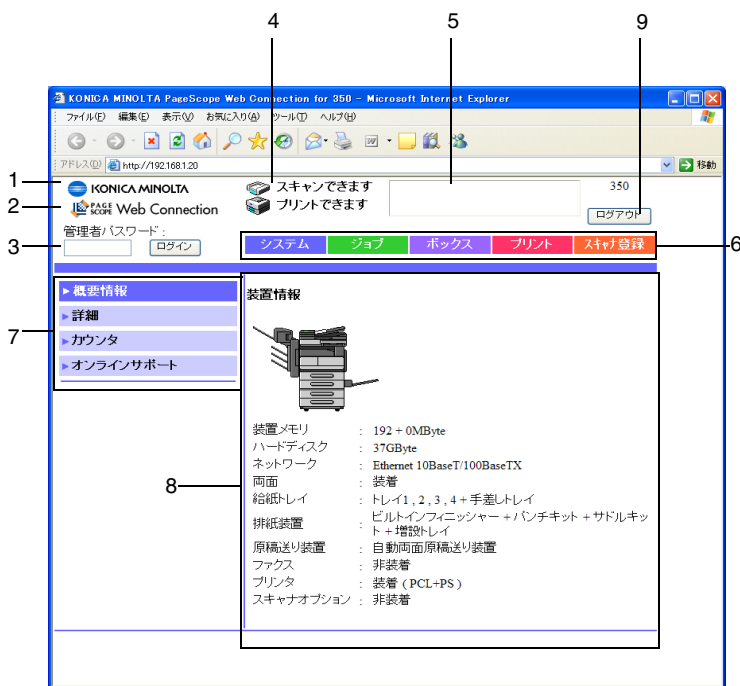 4 5 9
KONICA MINOLTA PageScope Web Connection for 350 - Microsoft Internet Explorer
ファイル(F) 編集(E) 表示(V) お気に入り(A) ツール(T) ヘルプ(H)
アドレス(D) http://192.168.1.20 移動
1 KONICA MINOLTA スキャンできます 350
2 PAGE SCOPE Web Connection プリントできます ログアウト
管理者パスワード:
3 ログイン システム ジョブ ボックス プリント スキャナ登録 6
概要情報 装置情報
詳細
7 カウンタ
オンラインサポート
装置メモリ : 192 + 0MByte
ハードディスク : 37GByte
ネットワーク : Ethernet 10BaseT/100BaseTX
8 両面 : 装着
給紙トレイ : トレイ1 , 2 , 3 , 4 + 手差しトレイ
排紙装置 : ビルトインフィニッシャー + パンチキット + サドルキッ
ト + 増設トレイ
原稿送り装置 : 自動両面原稿送り装置
ファクス : 非装着
プリンタ : 装着 ( PCL+PS )
スキャナオプション : 非装着